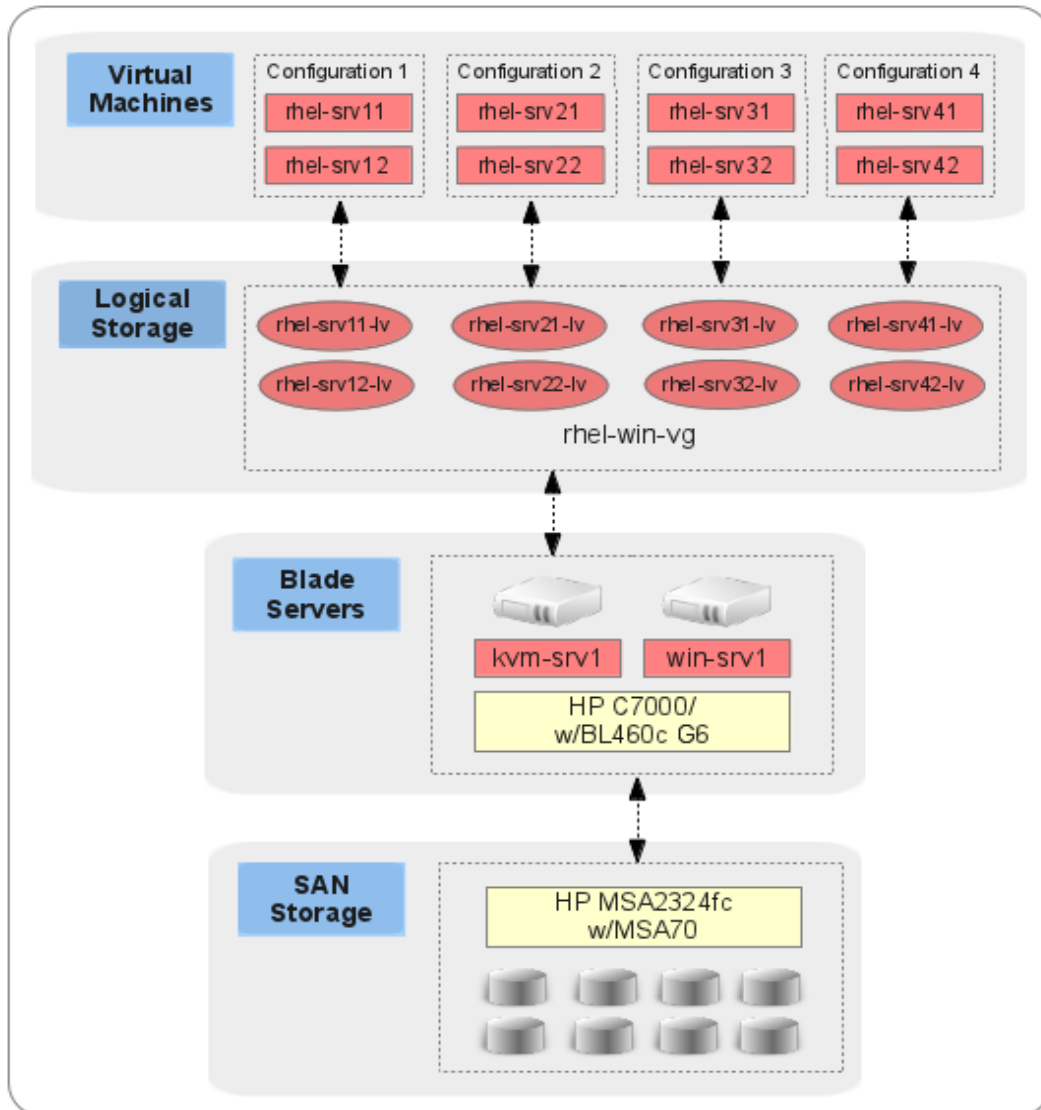 Virtual
Machines
Configuration 1
rhel-srv11
rhel-srv12
Configuration 2
rhel-srv21
rhel-srv22
Configuration 3
rhel-srv31
rhel-srv32
Configuration 4
rhel-srv41
rhel-srv42
Logical
Storage
rhel-srv11-lv
rhel-srv21-lv
rhel-srv31-lv
rhel-srv41-lv
rhel-srv12-lv
rhel-srv22-lv
rhel-srv32-lv
rhel-srv42-lv
rhel-win-vg
Blade
Servers
kvm-srv1
win-srv1
HP C7000/
w/BL460c G6
SAN
Storage
HP MSA2324fc
w/MSA70